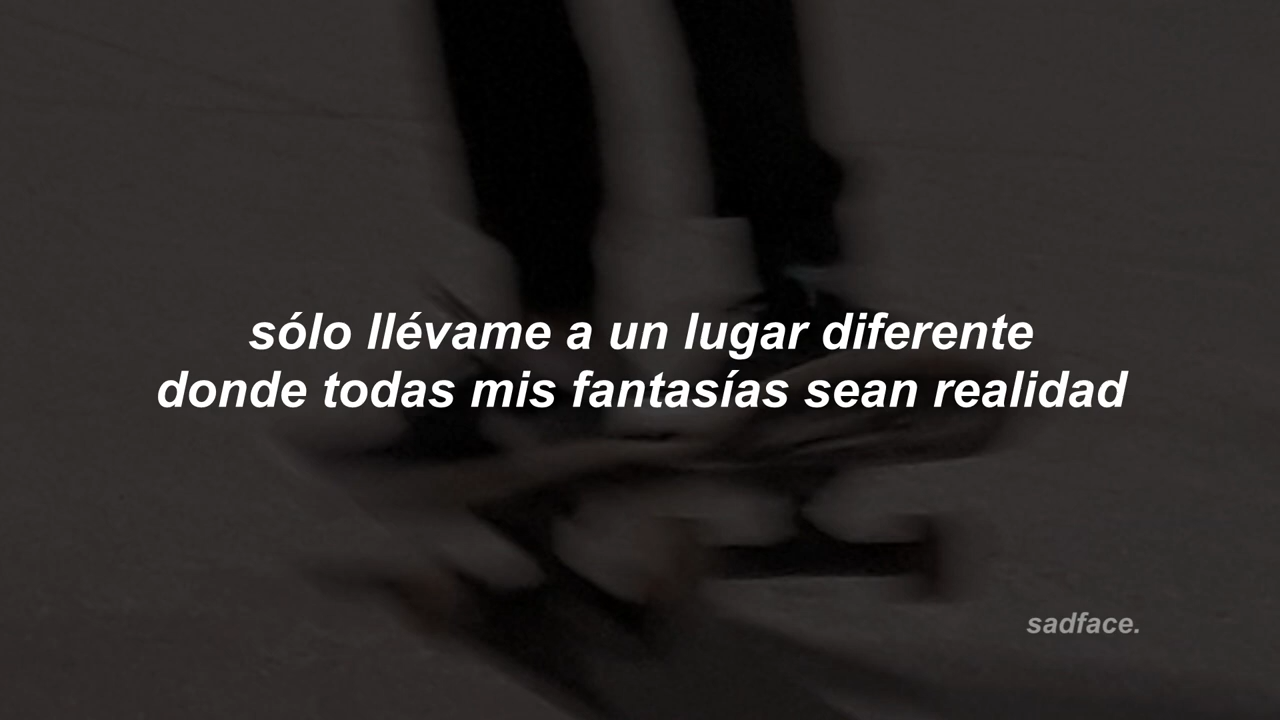 sólo llévame a un lugar diferente
donde todas mis fantasías sean realidad
sadface.